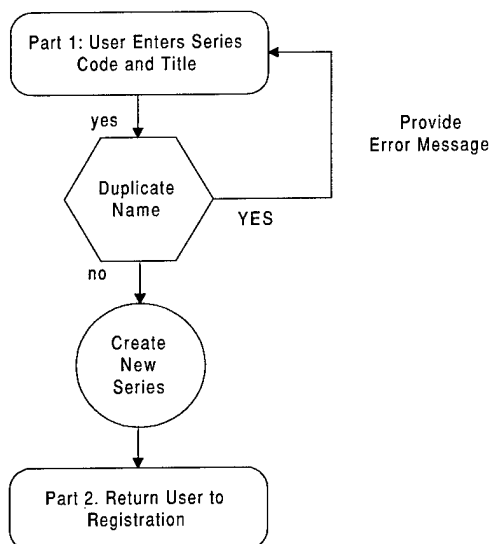 Part 1: User Enters Series
Code and Title
yes
Provide
Error Message
Duplicate
Name
YES
no
Create
New
Series
Part 2. Return User to
Registration